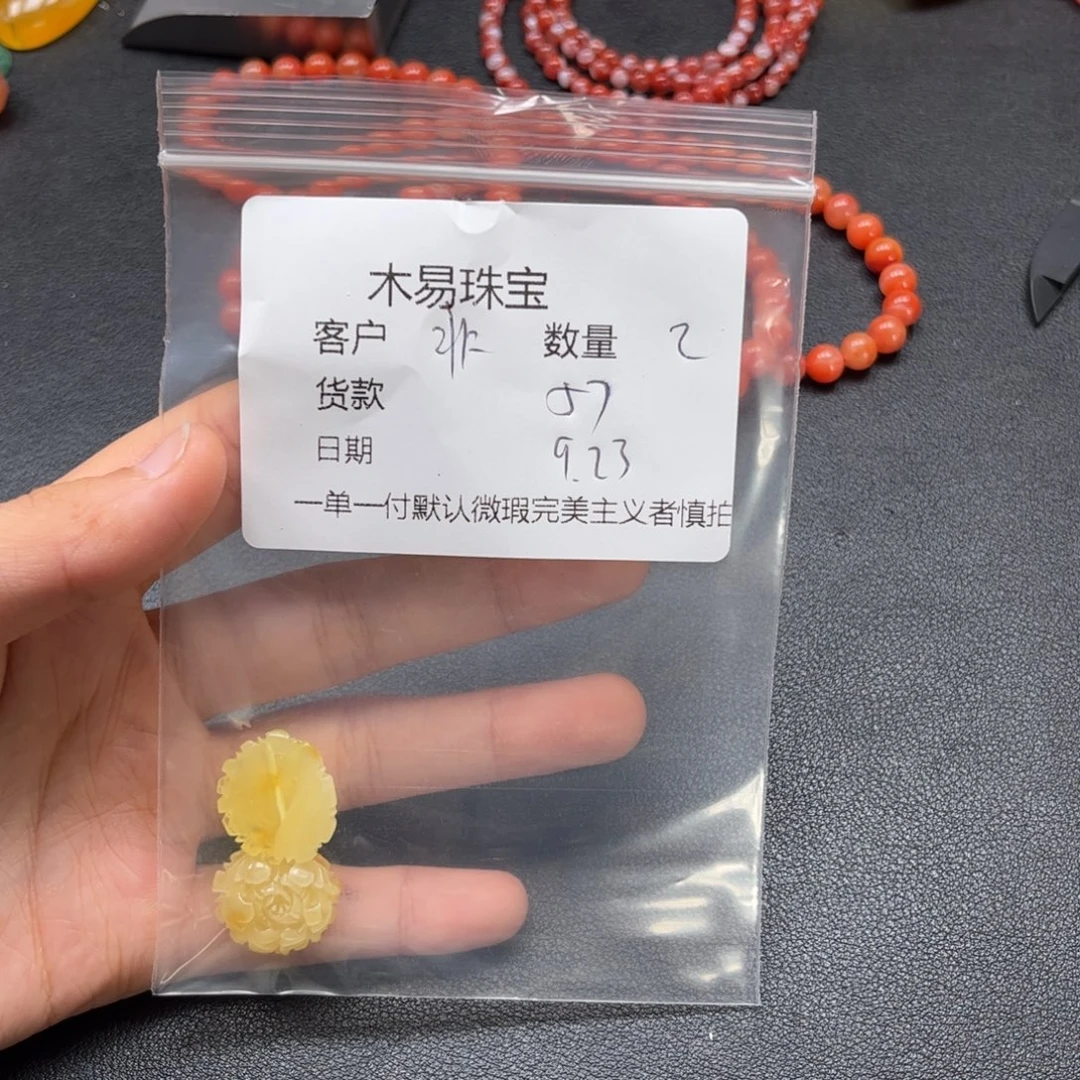 木易珠宝
客户 非 数量 2
货款 57
日期 9.23
一单一付默认微瑕完美主义者慎拍